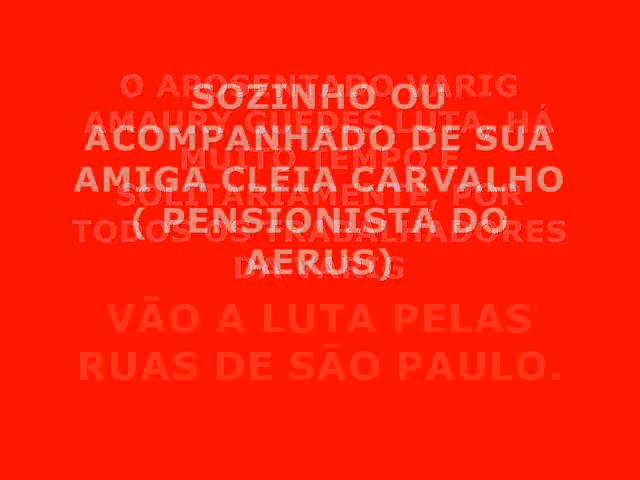 O APOSENTADO VARIG
AMAURY GUEDES LUTA, HÁ
MUITO TEMPO E
SOLITARIAMENTE, POR
TODOS OS TRABALHADORES
DA VARIG
SOZINHO OU
ACOMPANHADO DE SUA
AMIGA CLEIA CARVALHO
( PENSIONISTA DO
AERUS)
VÃO A LUTA PELAS
RUAS DE SÃO PAULO.